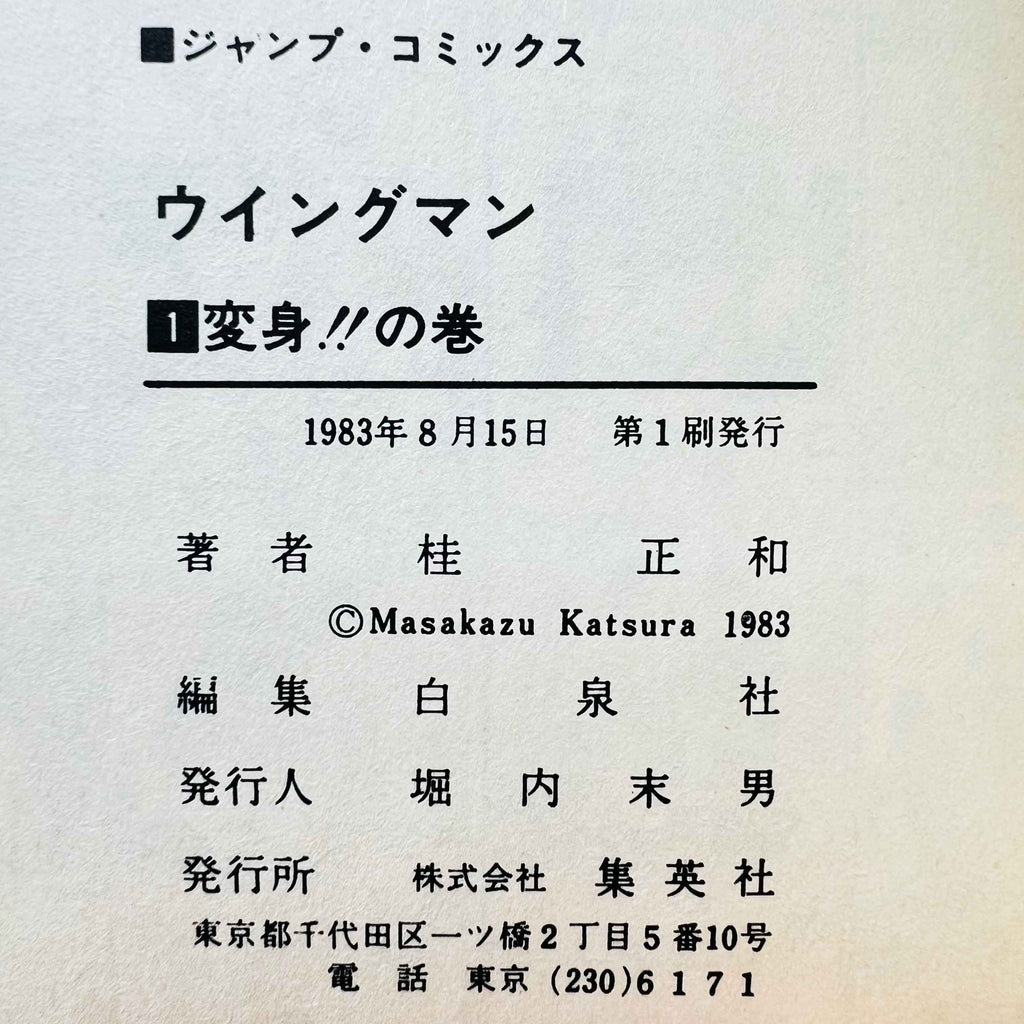 ■ジャンプ・コミックス
ウイングマン
1変身!!の巻
1983年8月15日 第1刷発行
著者 桂正和
©Masakazu Katsura 1983
編集 白泉社
発行人 堀内末男
発行所 株式会社 集英社
東京都千代田区一ツ橋2丁目5番10号
電話 東京 (230)6171